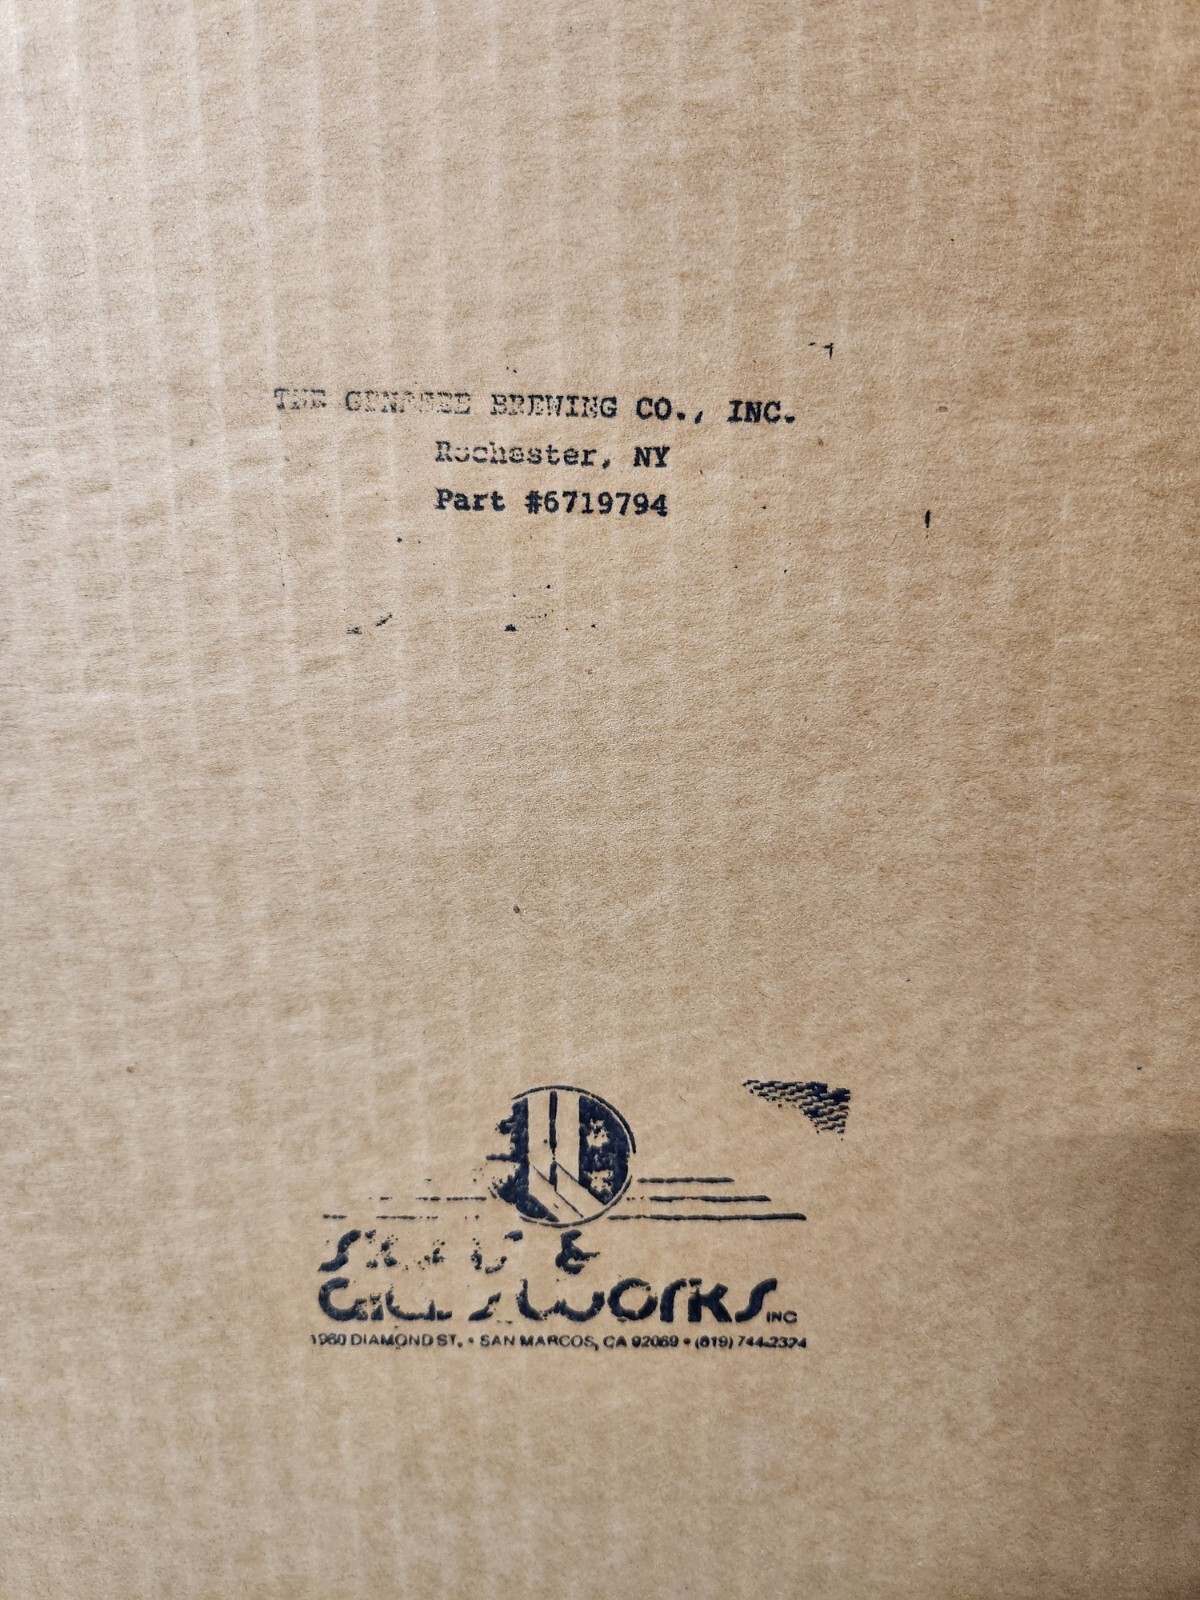 THE GENESEE BREWING CO., INC.
Rochester, NY
Part #6719794
&
WORKS INC
1960 DIAMOND ST. • SAN MARCOS, CA 92069 • (619) 744-2324